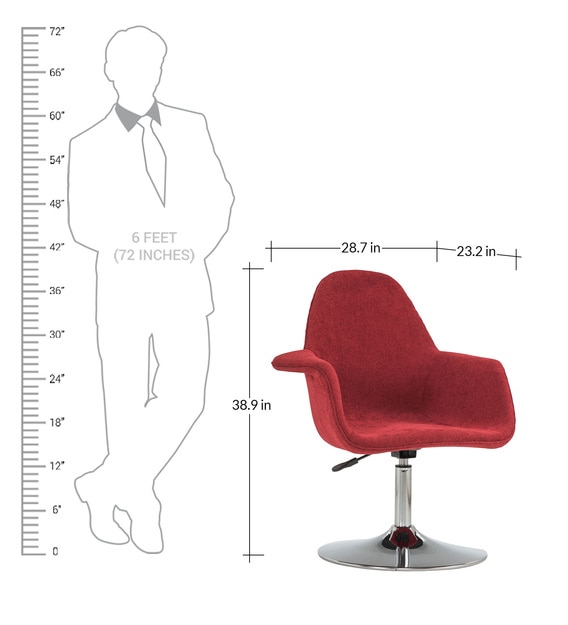 72"
66"
60"
54"
48"
42"
36"
30"
24"
18"
12"
6"
0
6 FEET
(72 INCHES)
28.7 in
23.2 in
38.9 in